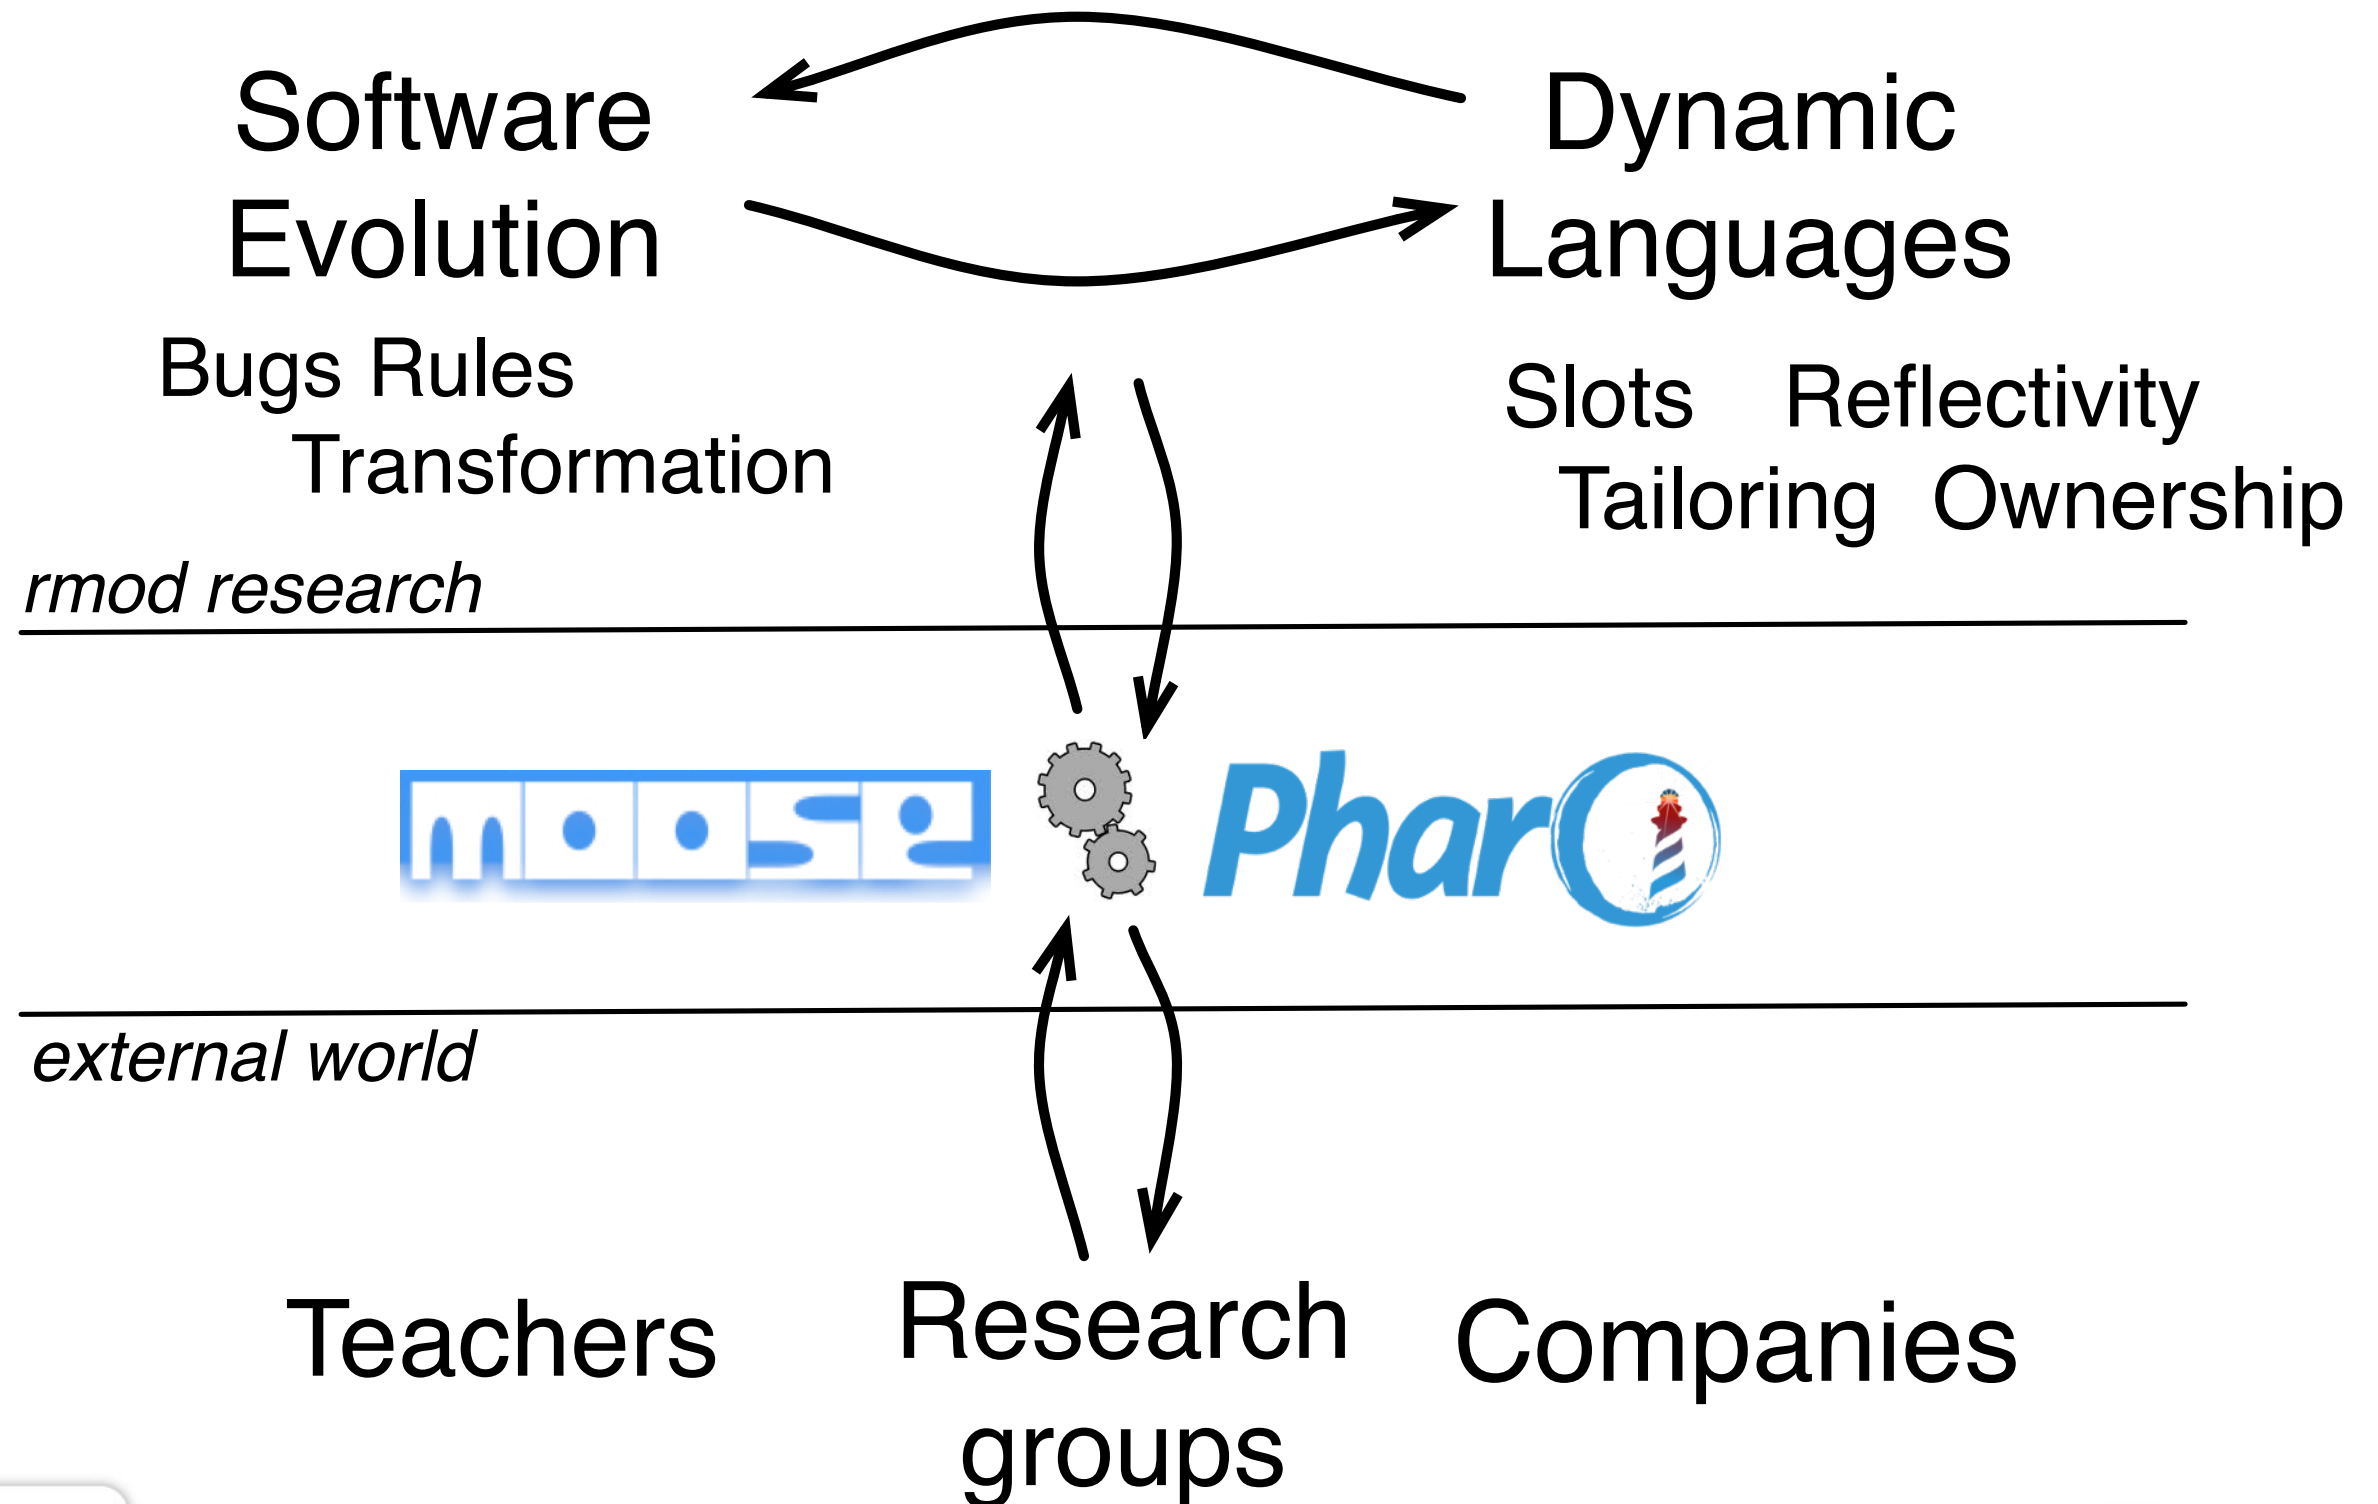 Software
Evolution
Dynamic
Languages
Bugs Rules
Transformation
Slots Reflectivity
Tailoring Ownership
rmod research
moose
Pharo
external world
Teachers
Research
groups
Companies